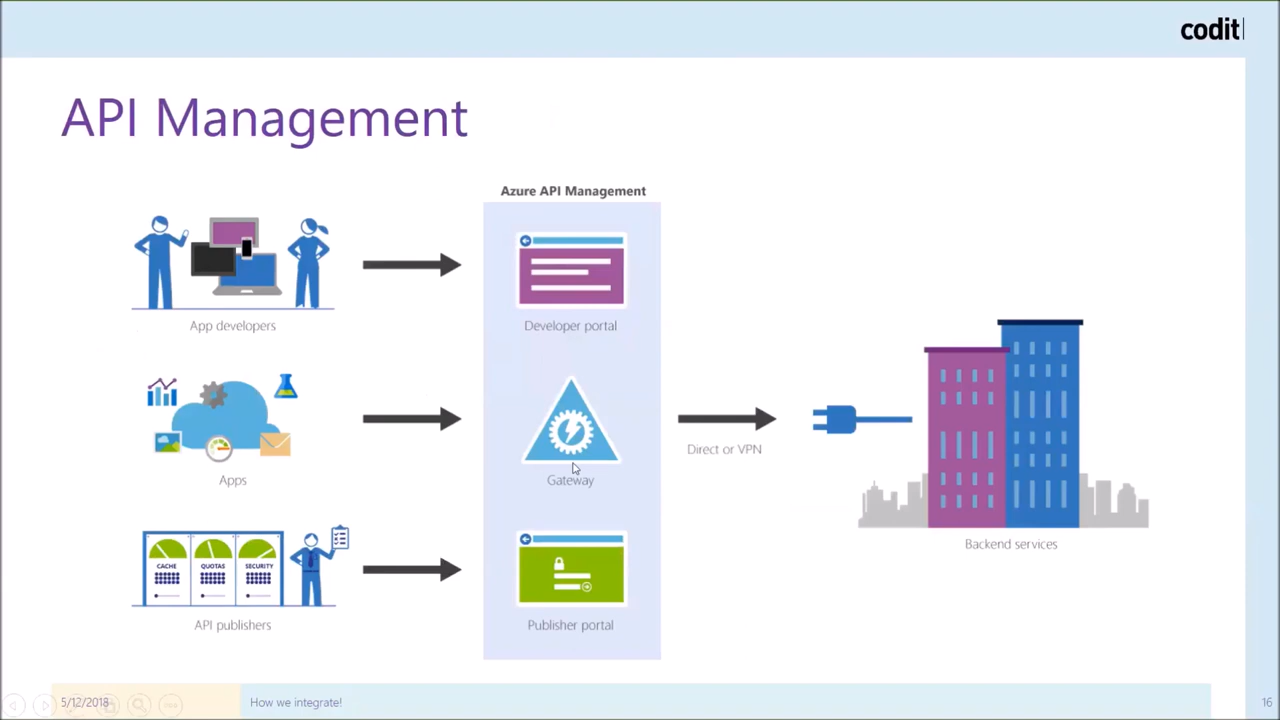 codit
API Management
Azure API Management
App developers
Developer portal
Apps
Gateway
Direct or VPN
CACHE
QUOTAS
SECURITY
API publishers
Publisher portal
Backend services
5/12/2018
How we integrate!
16